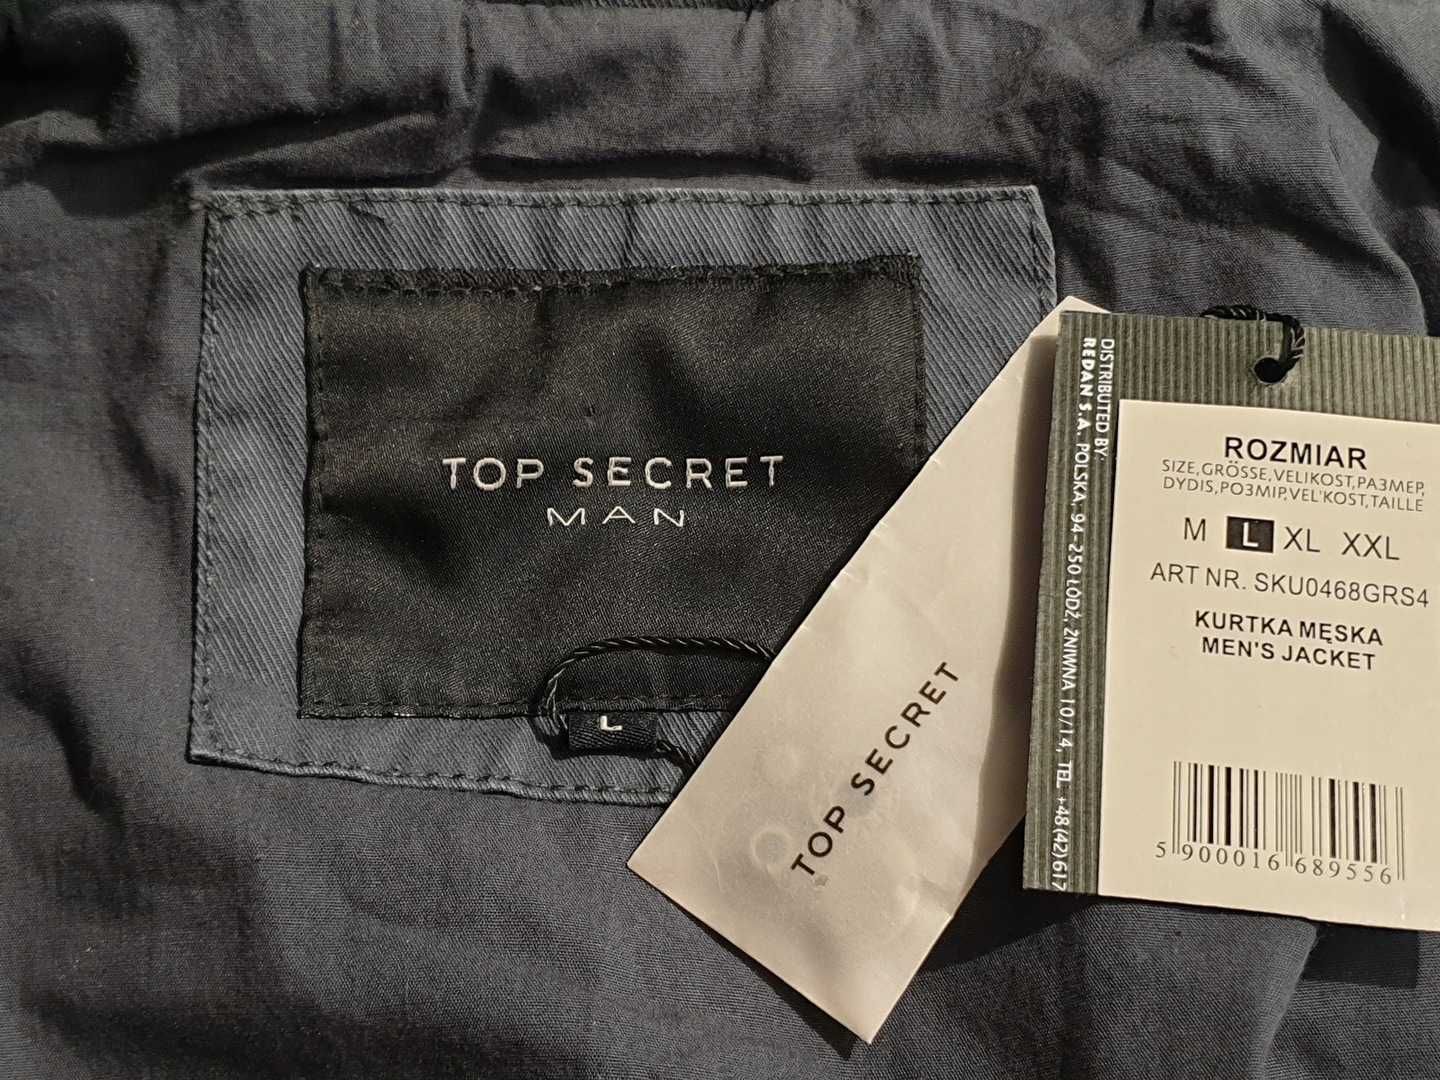 TOP SECRET
MAN
L
TOP SECRET
DISTRIBUTED BY:
REDAN S.A. POLSKA, 94-250 ŁÓDŹ, ŻNIWNA 10/14, TEL +48(42)617
ROZMIAR
SIZE,GRÖSSE,VELIKOST,РАЗМЕР,
DYDIS,РОЗМІР,VEL'KOST,TAILLE
M L XL XXL
ART NR. SKU0468GRS4
KURTKA MĘSKA
MEN'S JACKET
5 900016 689556